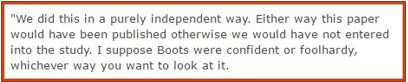 "We did this in a purely independent way. Either way this paper
would have been published otherwise we would have not entered
into the study. I suppose Boots were confident or foolhardy,
whichever way you want to look at it.